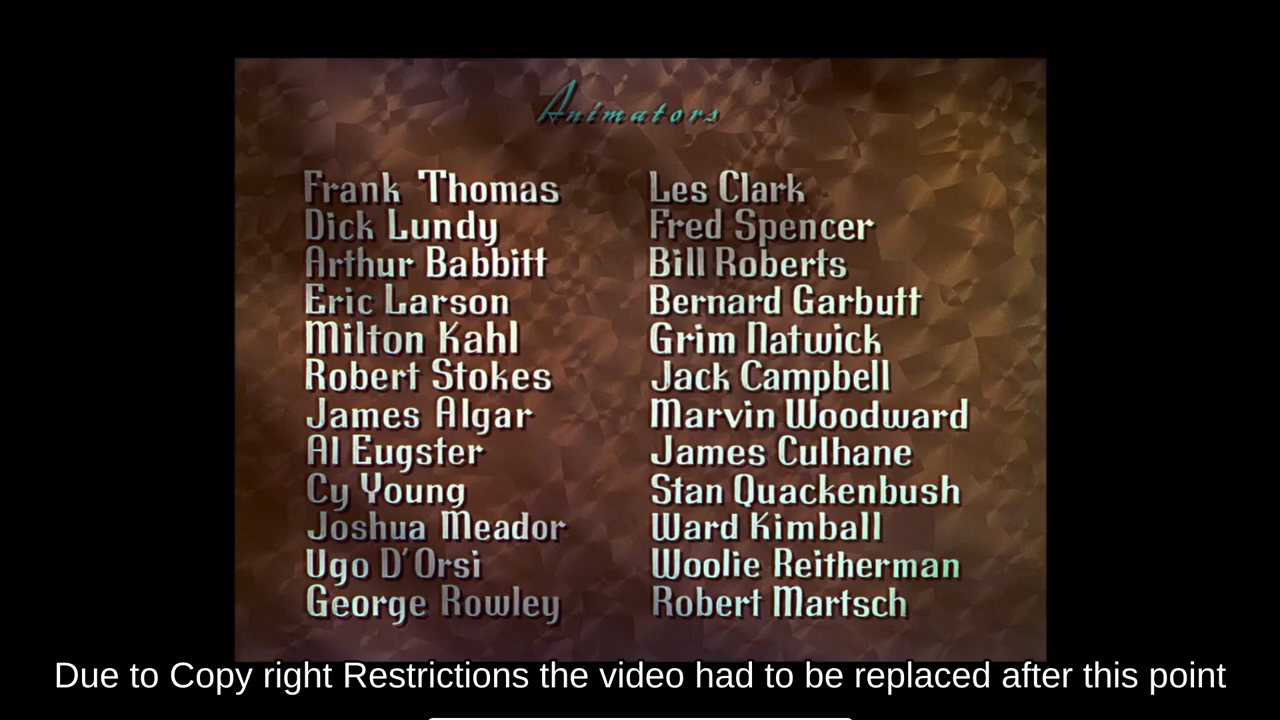 Animators
Frank Thomas
Dick Lundy
Arthur Babbitt
Eric Larson
Milton Kahl
Robert Stokes
James Algar
Al Eugster
Cy Young
Joshua Meador
Ugo D'Orsi
George Rowley
Les Clark
Fred Spencer
Bill Roberts
Bernard Garbutt
Grim Natwick
Jack Campbell
Marvin Woodward
James Culhane
Stan Quackenbush
Ward Kimball
Woolie Reitherman
Robert Martsch
Due to Copy right Restrictions the video had to be replaced after this point